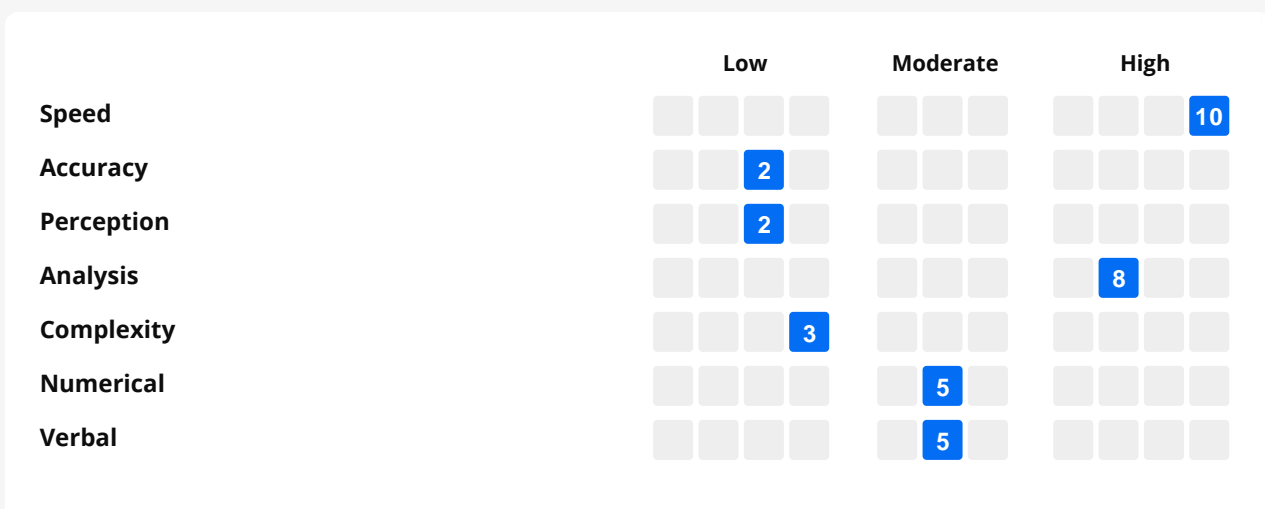 Low Moderate High
Speed 10
Accuracy 2
Perception 2
Analysis 8
Complexity 3
Numerical 5
Verbal 5